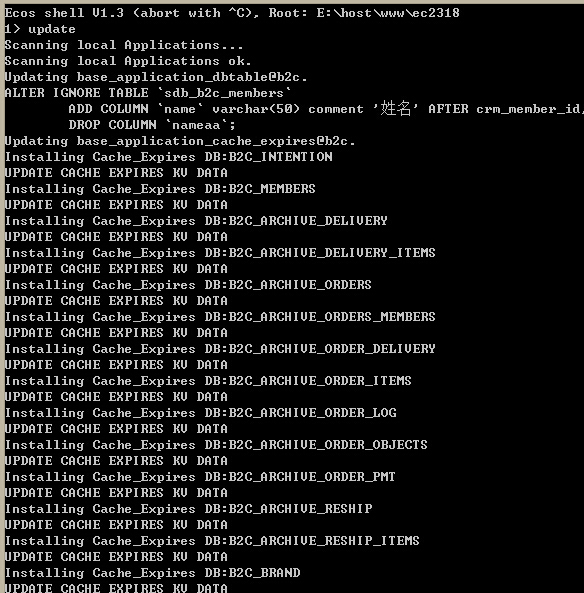 Ecos shell V1.3 (abort with ^C), Root: E:\host\www\ec2318
1> update
Scanning local Applications...
Scanning local Applications ok.
Updating base_application_dbtable@b2c.
ALTER IGNORE TABLE `sdb_b2c_members`
ADD COLUMN `name` varchar(50) comment '姓名' AFTER crm_member_id,
DROP COLUMN `nameaa`;
Updating base_application_cache_expires@b2c.
Installing Cache_Expires DB:B2C_INTENTION
UPDATE CACHE EXPIRES KV DATA
Installing Cache_Expires DB:B2C_MEMBERS
UPDATE CACHE EXPIRES KV DATA
Installing Cache_Expires DB:B2C_ARCHIVE_DELIVERY
UPDATE CACHE EXPIRES KV DATA
Installing Cache_Expires DB:B2C_ARCHIVE_DELIVERY_ITEMS
UPDATE CACHE EXPIRES KV DATA
Installing Cache_Expires DB:B2C_ARCHIVE_ORDERS
UPDATE CACHE EXPIRES KV DATA
Installing Cache_Expires DB:B2C_ARCHIVE_ORDERS_MEMBERS
UPDATE CACHE EXPIRES KV DATA
Installing Cache_Expires DB:B2C_ARCHIVE_ORDER_DELIVERY
UPDATE CACHE EXPIRES KV DATA
Installing Cache_Expires DB:B2C_ARCHIVE_ORDER_ITEMS
UPDATE CACHE EXPIRES KV DATA
Installing Cache_Expires DB:B2C_ARCHIVE_ORDER_LOG
UPDATE CACHE EXPIRES KV DATA
Installing Cache_Expires DB:B2C_ARCHIVE_ORDER_OBJECTS
UPDATE CACHE EXPIRES KV DATA
Installing Cache_Expires DB:B2C_ARCHIVE_ORDER_PMT
UPDATE CACHE EXPIRES KV DATA
Installing Cache_Expires DB:B2C_ARCHIVE_RESHIP
UPDATE CACHE EXPIRES KV DATA
Installing Cache_Expires DB:B2C_ARCHIVE_RESHIP_ITEMS
UPDATE CACHE EXPIRES KV DATA
Installing Cache_Expires DB:B2C_BRAND
UPDATE CACHE EXPIRES KV DATA